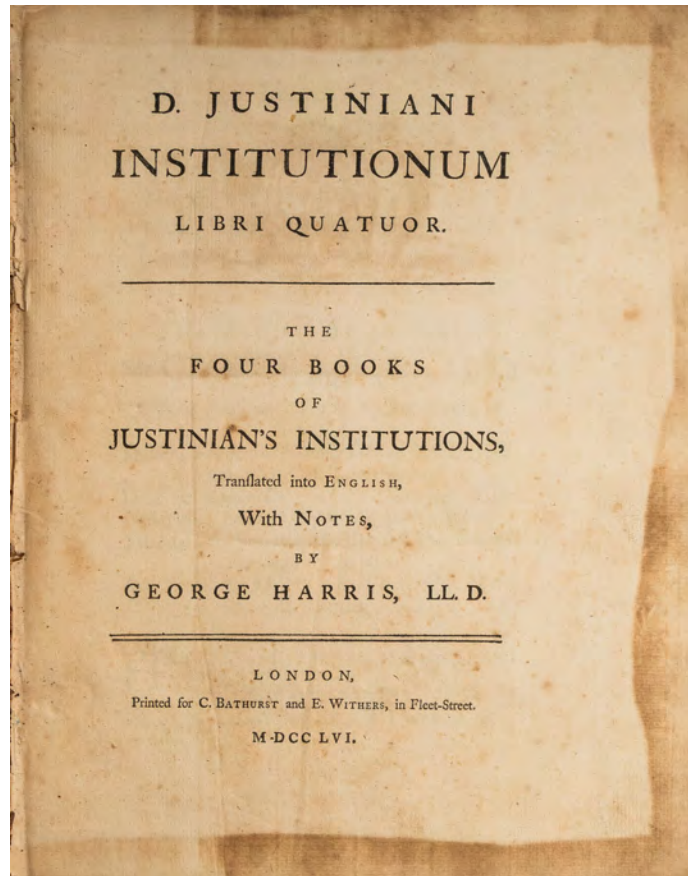 D. JUSTINIANI
INSTITUTIONUM
LIBRI QUATUOR.
THE
FOUR BOOKS
OF
JUSTINIAN'S INSTITUTIONS,
Tranſlated into ENGLISH,
With NOTES,
BY
GEORGE HARRIS, LL. D.
LONDON,
Printed for C. BATHURST and E. WITHERS, in Fleet-Street.
M·DCC LVI.